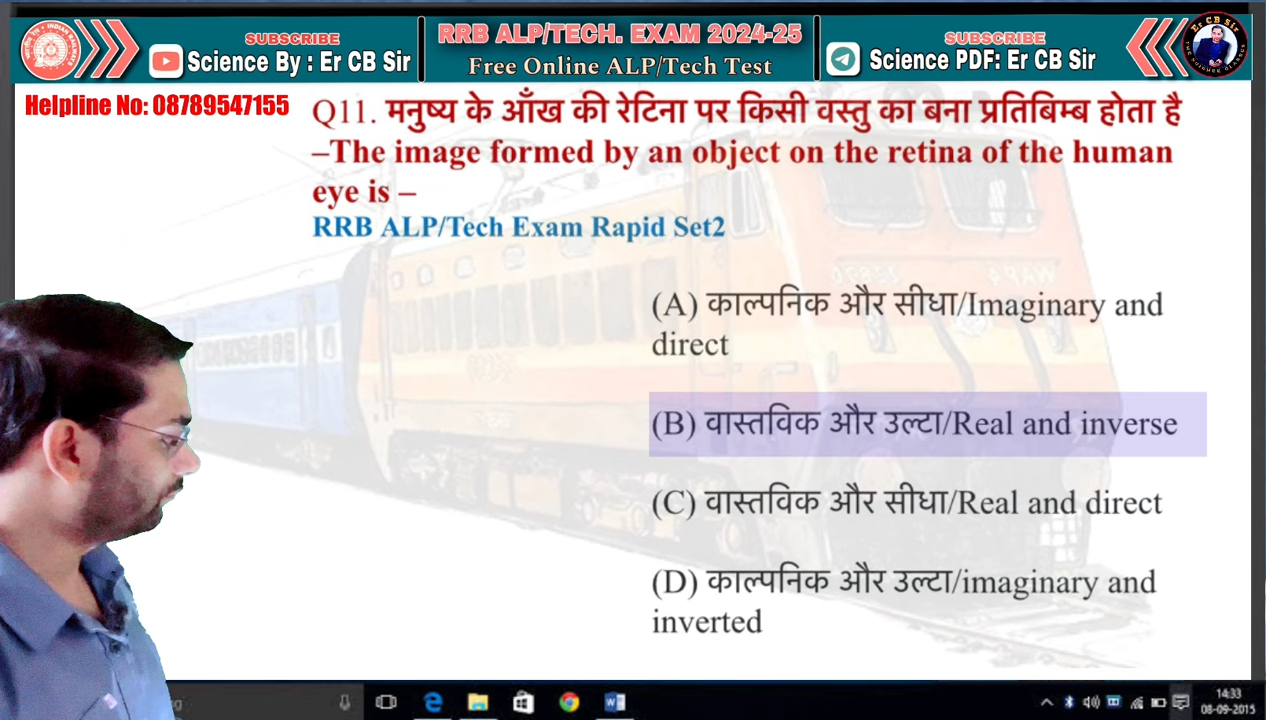 SUBSCRIBE
Science By : Er CB Sir
RRB ALP/TECH. EXAM 2024-25
Free Online ALP/Tech Test
SUBSCRIBE
Science PDF: Er CB Sir
Er CB Sir
Helpline No: 08789547155
Q11. मनुष्य के आँख की रेटिना पर किसी वस्तु का बना प्रतिबिम्ब होता है
–The image formed by an object on the retina of the human
eye is –
RRB ALP/Tech Exam Rapid Set2
(A) काल्पनिक और सीधा/Imaginary and
direct
(B) वास्तविक और उल्टा/Real and inverse
(C) वास्तविक और सीधा/Real and direct
(D) काल्पनिक और उल्टा/imaginary and
inverted
14:33
08-09-2015